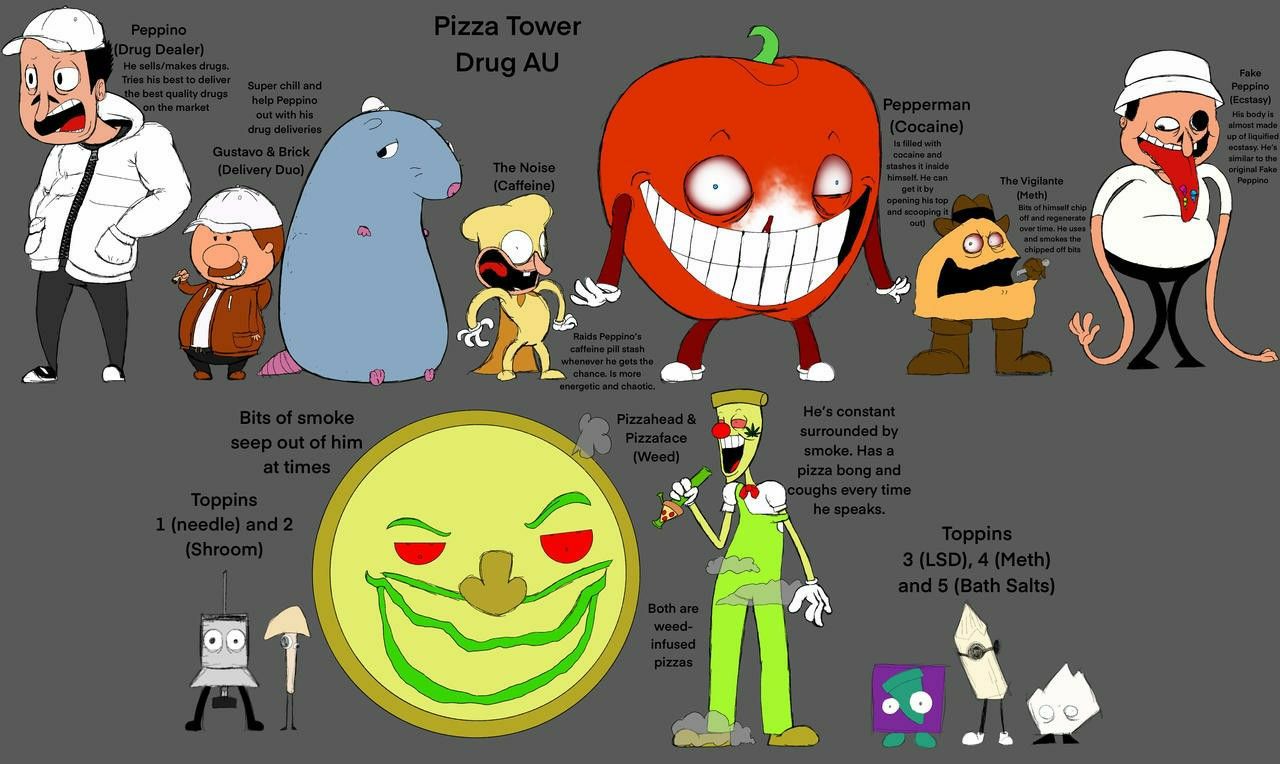 Pizza Tower
Drug AU
Peppino
(Drug Dealer)
He sells/makes drugs.
Tries his best to deliver
the best quality drugs
on the market
Super chill and
help Peppino
out with his
drug deliveries
Gustavo & Brick
(Delivery Duo)
The Noise
(Caffeine)
Raids Peppino's
caffeine pill stash
whenever he gets the
chance. Is more
energetic and chaotic.
Pepperman
(Cocaine)
Is filled with
cocaine and
stashes it inside
himself. He can
get it by
opening his top
and scooping it
out)
The Vigilante
(Meth)
Bits of himself chip
off and regenerate
over time. He uses
and smokes the
chipped off bits
Fake
Peppino
(Ecstasy)
His body is
almost made
up of liquified
ecstasy. He's
similar to the
original Fake
Peppino
Bits of smoke
seep out of him
at times
Toppins
1 (needle) and 2
(Shroom)
Pizzahead &
Pizzaface
(Weed)
He's constant
surrounded by
smoke. Has a
pizza bong and
coughs every time
he speaks.
Both are
weed-
infused
pizzas
Toppins
3 (LSD), 4 (Meth)
and 5 (Bath Salts)